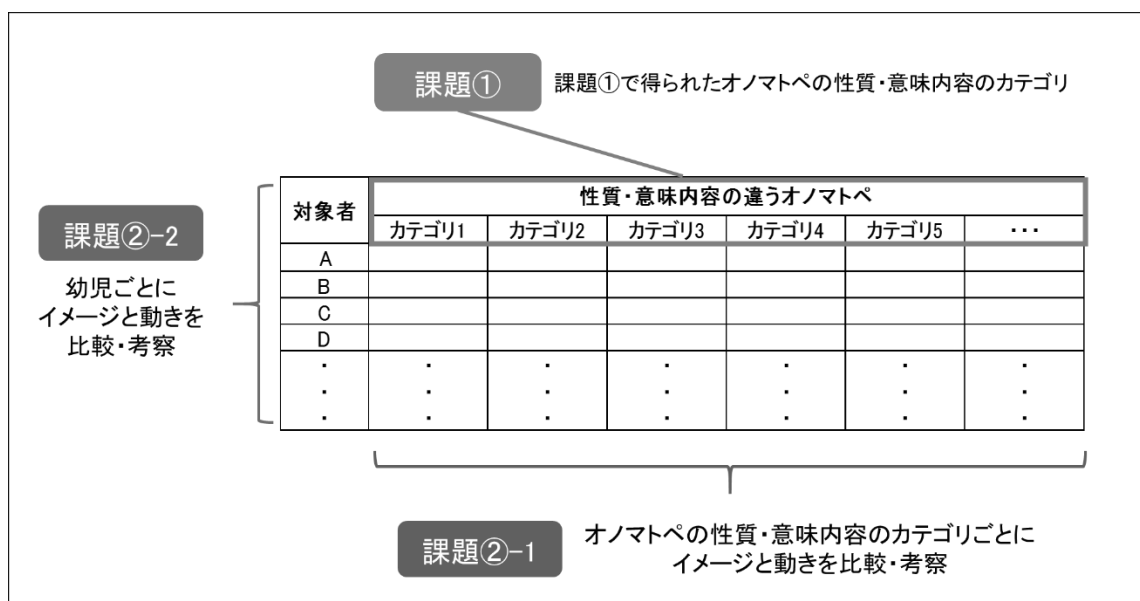 課題①
課題①で得られたオノマトペの性質・意味内容のカテゴリ
対象者
性質・意味内容の違うオノマトペ
カテゴリ1 カテゴリ2 カテゴリ3 カテゴリ4 カテゴリ5 ・・・
A
B
C
D
・ ・ ・ ・ ・ ・ ・
・ ・ ・ ・ ・ ・ ・
・ ・ ・ ・ ・ ・ ・
課題②-2
幼児ごとに
イメージと動きを
比較・考察
課題②-1
オノマトペの性質・意味内容のカテゴリごとに
イメージと動きを比較・考察